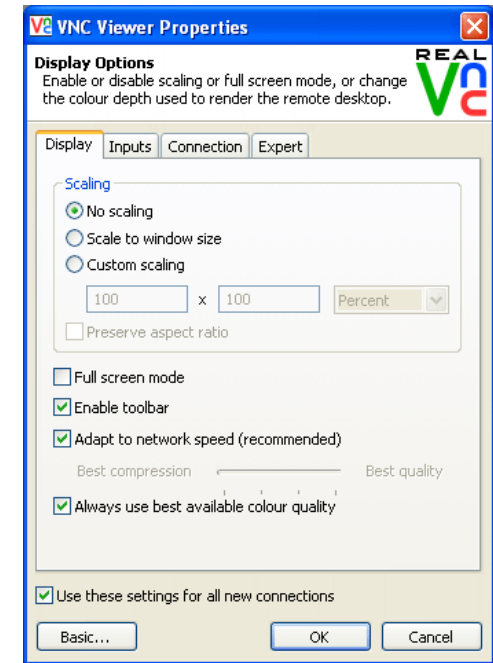 VNC Viewer Properties
Display Options
Enable or disable scaling or full screen mode, or change
the colour depth used to render the remote desktop.
REAL
VNC
Display Inputs Connection Expert
Scaling
No scaling
Scale to window size
Custom scaling
100 x 100 Percent
Preserve aspect ratio
Full screen mode
Enable toolbar
Adapt to network speed (recommended)
Best compression Best quality
Always use best available colour quality
Use these settings for all new connections
Basic... OK Cancel